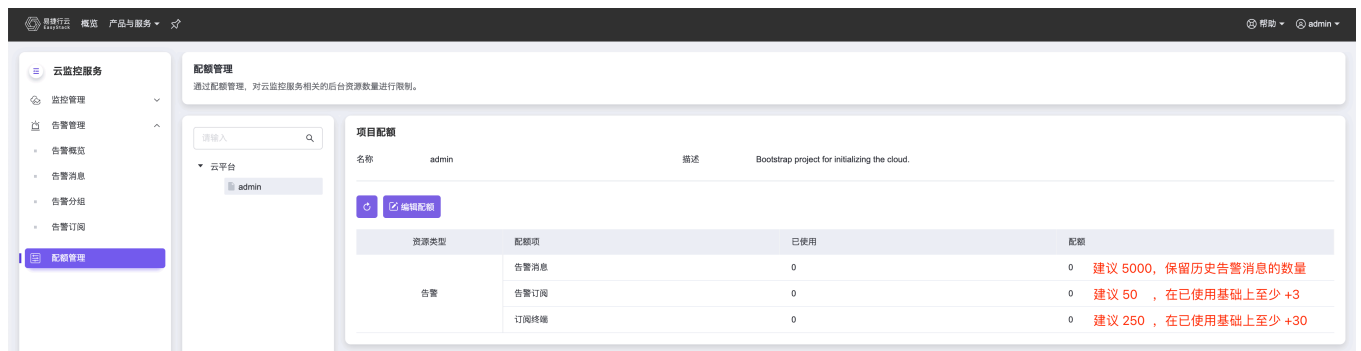 易捷行云 EasyStack 概览 产品与服务 帮助 admin
云监控服务
监控管理
告警管理
告警概览
告警消息
告警分组
告警订阅
配额管理
配额管理
通过配额管理，对云监控服务相关的后台资源数量进行限制。
请输入
云平台
admin
项目配额
名称 admin 描述 Bootstrap project for initializing the cloud.
编辑配额
资源类型 配额项 已使用 配额
告警消息 0 0 建议 5000，保留历史告警消息的数量
告警 告警订阅 0 0 建议 50 ，在已使用基础上至少 +3
订阅终端 0 0 建议 250 ，在已使用基础上至少 +30